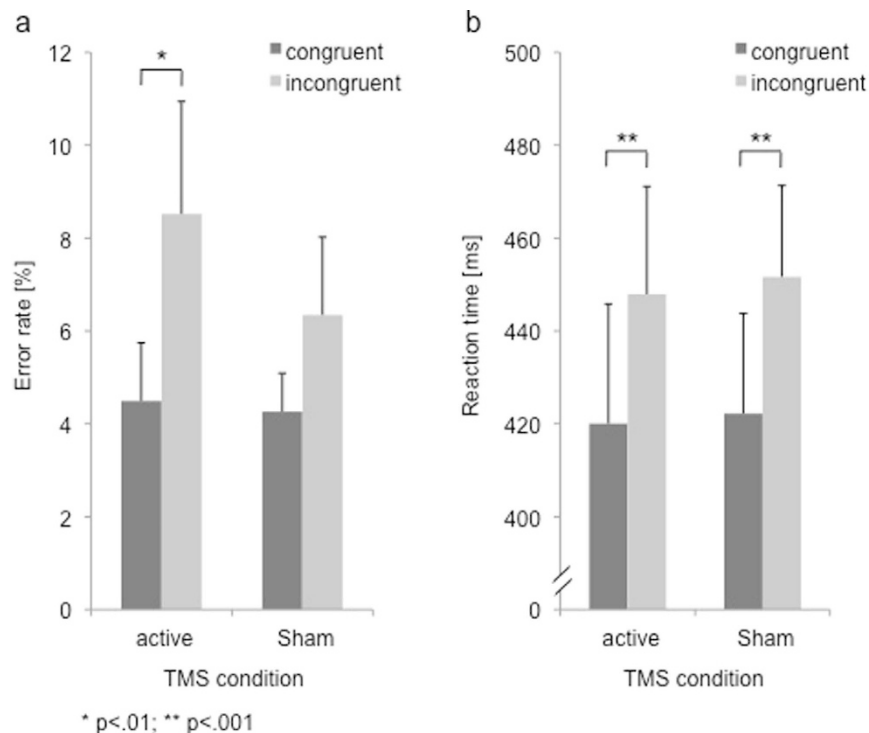 a
12
10
8
6
4
2
0
Error rate [%]
*
congruent
incongruent
active
Sham
TMS condition
b
500
480
460
440
420
400
0
Reaction time [ms]
congruent
incongruent
**
**
active
Sham
TMS condition
* p<.01; ** p<.001